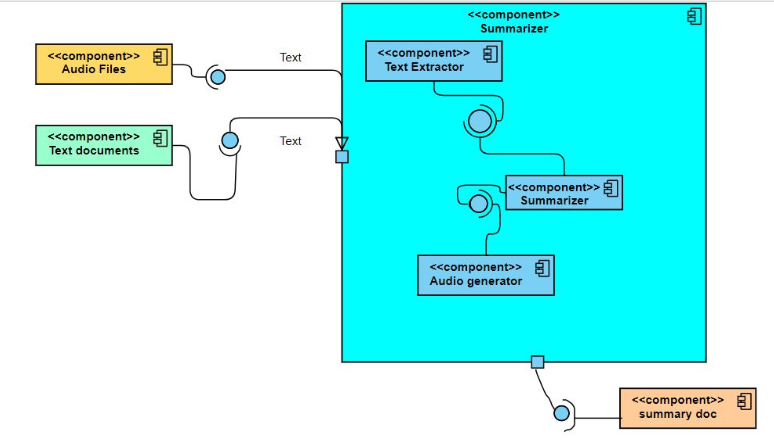 <<component>>
Summarizer
<<component>>
Audio Files
Text
<<component>>
Text Extractor
<<component>>
Text documents
Text
<<component>>
Summarizer
<<component>>
Audio generator
<<component>>
summary doc